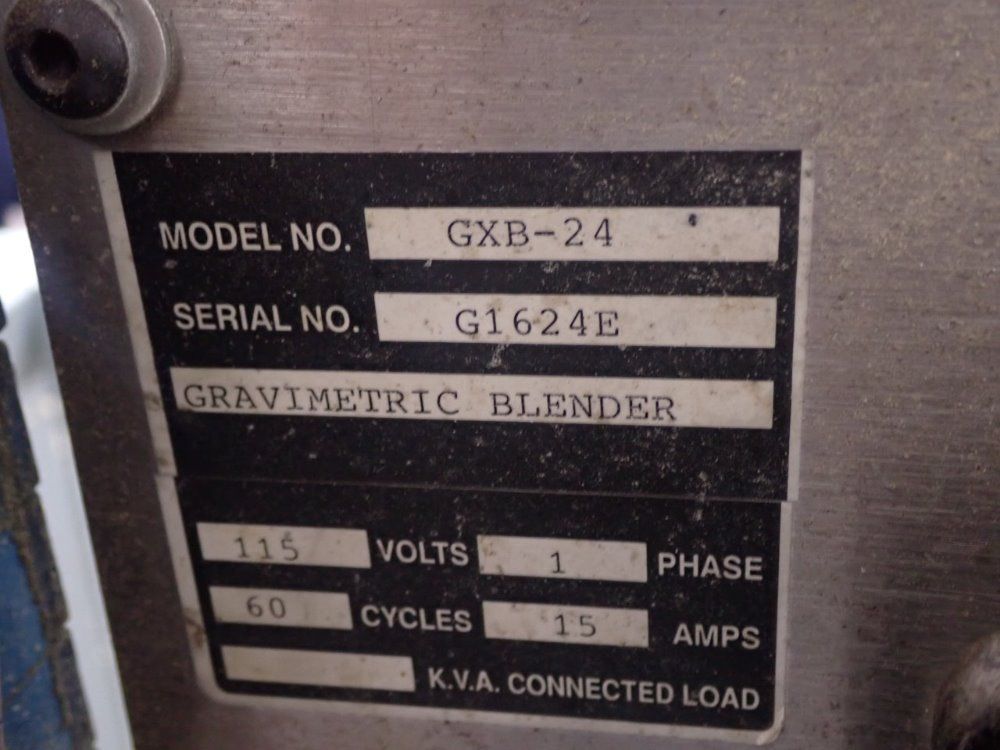 MODEL NO. GXB-24
SERIAL NO. G1624E
GRAVIMETRIC BLENDER
115 VOLTS 1 PHASE
60 CYCLES 15 AMPS
K.V.A. CONNECTED LOAD